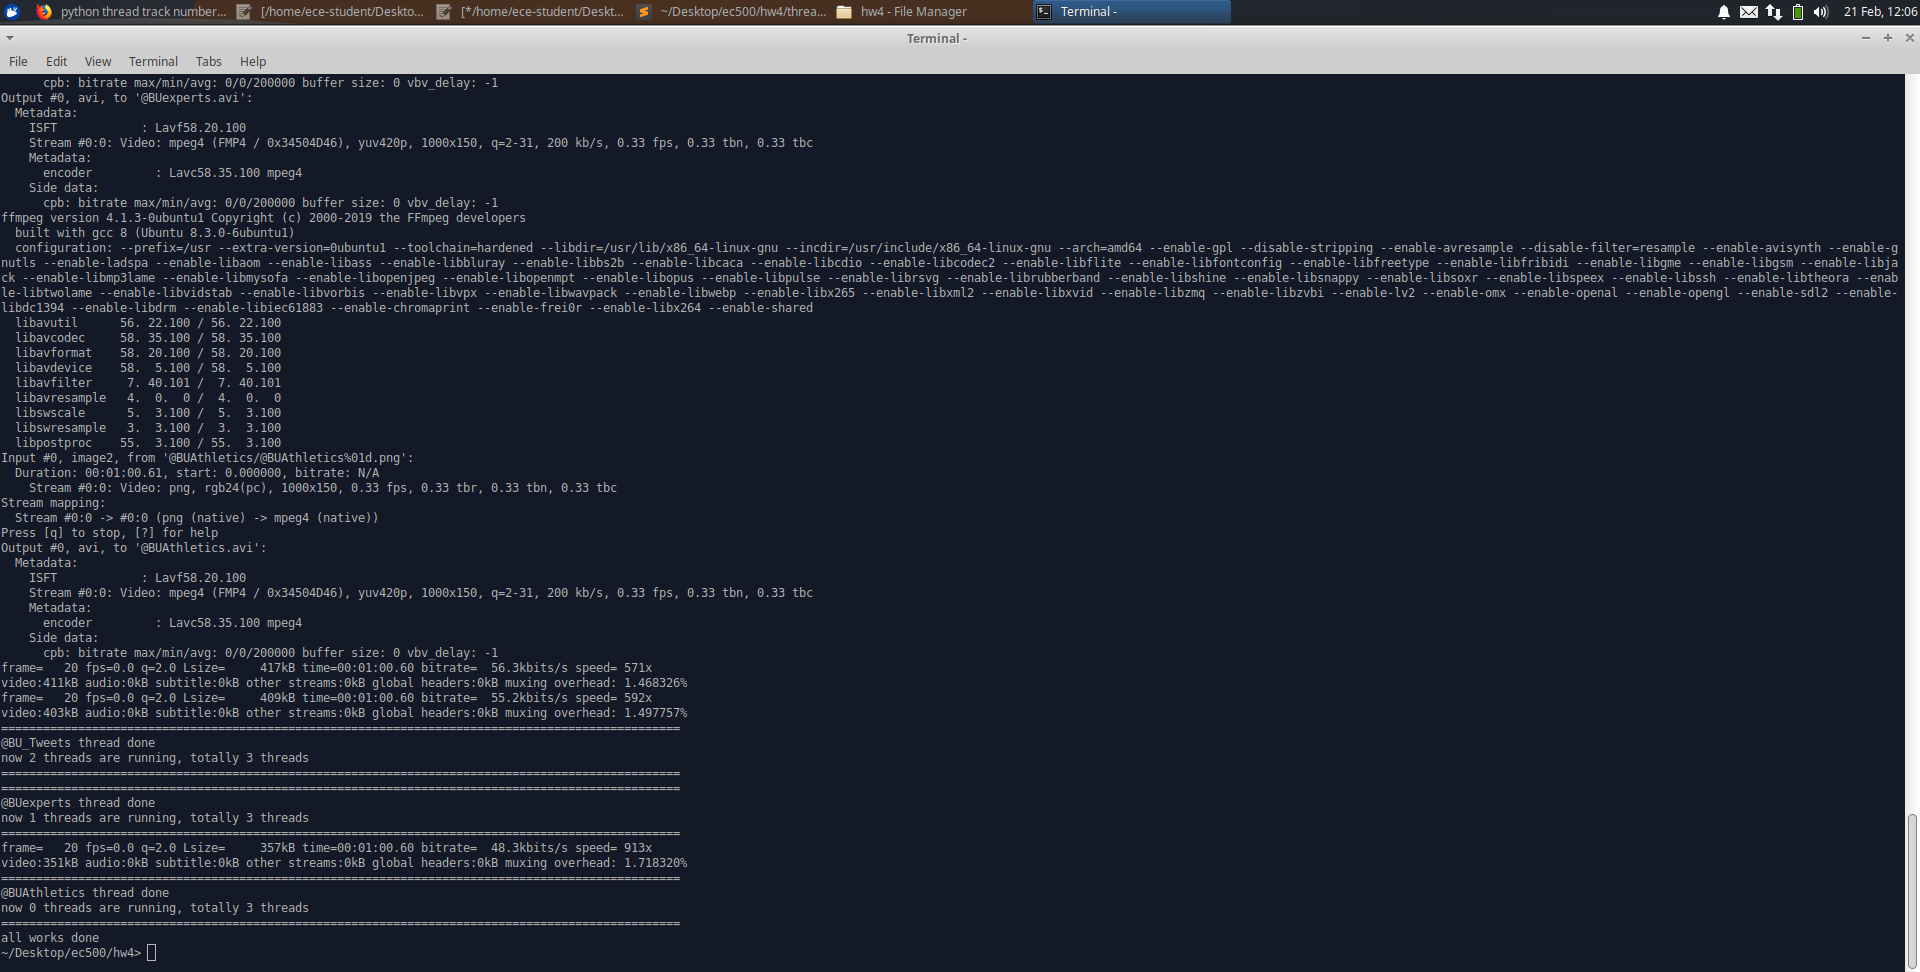 python thread track number... [/home/ece-student/Deskto... [*/home/ece-student/Deskt... ~/Desktop/ec500/hw4/threa... hw4 - File Manager Terminal - 21 Feb, 12:06
Terminal -
File Edit View Terminal Tabs Help
cpb: bitrate max/min/avg: 0/0/200000 buffer size: 0 vbv_delay: -1
Output #0, avi, to '@BUexperts.avi':
Metadata:
ISFT : Lavf58.20.100
Stream #0:0: Video: mpeg4 (FMP4 / 0x34504D46), yuv420p, 1000x150, q=2-31, 200 kb/s, 0.33 fps, 0.33 tbn, 0.33 tbc
Metadata:
encoder : Lavc58.35.100 mpeg4
Side data:
cpb: bitrate max/min/avg: 0/0/200000 buffer size: 0 vbv_delay: -1
ffmpeg version 4.1.3-0ubuntu1 Copyright (c) 2000-2019 the FFmpeg developers
built with gcc 8 (Ubuntu 8.3.0-6ubuntu1)
configuration: --prefix=/usr --extra-version=0ubuntu1 --toolchain=hardened --libdir=/usr/lib/x86_64-linux-gnu --incdir=/usr/include/x86_64-linux-gnu --arch=amd64 --enable-gpl --disable-stripping --enable-avresample --disable-filter=resample --enable-avisynth --enable-g
nutls --enable-ladspa --enable-libaom --enable-libass --enable-libbluray --enable-libbs2b --enable-libcaca --enable-libcdio --enable-libcodec2 --enable-libflite --enable-libfontconfig --enable-libfreetype --enable-libfribidi --enable-libgme --enable-libgsm --enable-libja
ck --enable-libmp3lame --enable-libmysofa --enable-libopenjpeg --enable-libopenmpt --enable-libopus --enable-libpulse --enable-librsvg --enable-librubberband --enable-libshine --enable-libsnappy --enable-libsoxr --enable-libspeex --enable-libssh --enable-libtheora --enab
le-libtwolame --enable-libvidstab --enable-libvorbis --enable-libvpx --enable-libwavpack --enable-libwebp --enable-libx265 --enable-libxml2 --enable-libxvid --enable-libzmq --enable-libzvbi --enable-lv2 --enable-omx --enable-openal --enable-opengl --enable-sdl2 --enable-
libdc1394 --enable-libdrm --enable-libiec61883 --enable-chromaprint --enable-frei0r --enable-libx264 --enable-shared
libavutil 56. 22.100 / 56. 22.100
libavcodec 58. 35.100 / 58. 35.100
libavformat 58. 20.100 / 58. 20.100
libavdevice 58. 5.100 / 58. 5.100
libavfilter 7. 40.101 / 7. 40.101
libavresample 4. 0. 0 / 4. 0. 0
libswscale 5. 3.100 / 5. 3.100
libswresample 3. 3.100 / 3. 3.100
libpostproc 55. 3.100 / 55. 3.100
Input #0, image2, from '@BUAthletics/@BUAthletics%01d.png':
Duration: 00:01:00.61, start: 0.000000, bitrate: N/A
Stream #0:0: Video: png, rgb24(pc), 1000x150, 0.33 fps, 0.33 tbr, 0.33 tbn, 0.33 tbc
Stream mapping:
Stream #0:0 -> #0:0 (png (native) -> mpeg4 (native))
Press [q] to stop, [?] for help
Output #0, avi, to '@BUAthletics.avi':
Metadata:
ISFT : Lavf58.20.100
Stream #0:0: Video: mpeg4 (FMP4 / 0x34504D46), yuv420p, 1000x150, q=2-31, 200 kb/s, 0.33 fps, 0.33 tbn, 0.33 tbc
Metadata:
encoder : Lavc58.35.100 mpeg4
Side data:
cpb: bitrate max/min/avg: 0/0/200000 buffer size: 0 vbv_delay: -1
frame= 20 fps=0.0 q=2.0 Lsize= 417kB time=00:01:00.60 bitrate= 56.3kbits/s speed= 571x
video:411kB audio:0kB subtitle:0kB other streams:0kB global headers:0kB muxing overhead: 1.468326%
frame= 20 fps=0.0 q=2.0 Lsize= 409kB time=00:01:00.60 bitrate= 55.2kbits/s speed= 592x
video:403kB audio:0kB subtitle:0kB other streams:0kB global headers:0kB muxing overhead: 1.497757%
=================================================================================================
@BU_Tweets thread done
now 2 threads are running, totally 3 threads
=================================================================================================
=================================================================================================
@BUexperts thread done
now 1 threads are running, totally 3 threads
=================================================================================================
frame= 20 fps=0.0 q=2.0 Lsize= 357kB time=00:01:00.60 bitrate= 48.3kbits/s speed= 913x
video:351kB audio:0kB subtitle:0kB other streams:0kB global headers:0kB muxing overhead: 1.718320%
=================================================================================================
@BUAthletics thread done
now 0 threads are running, totally 3 threads
=================================================================================================
all works done
~/Desktop/ec500/hw4>